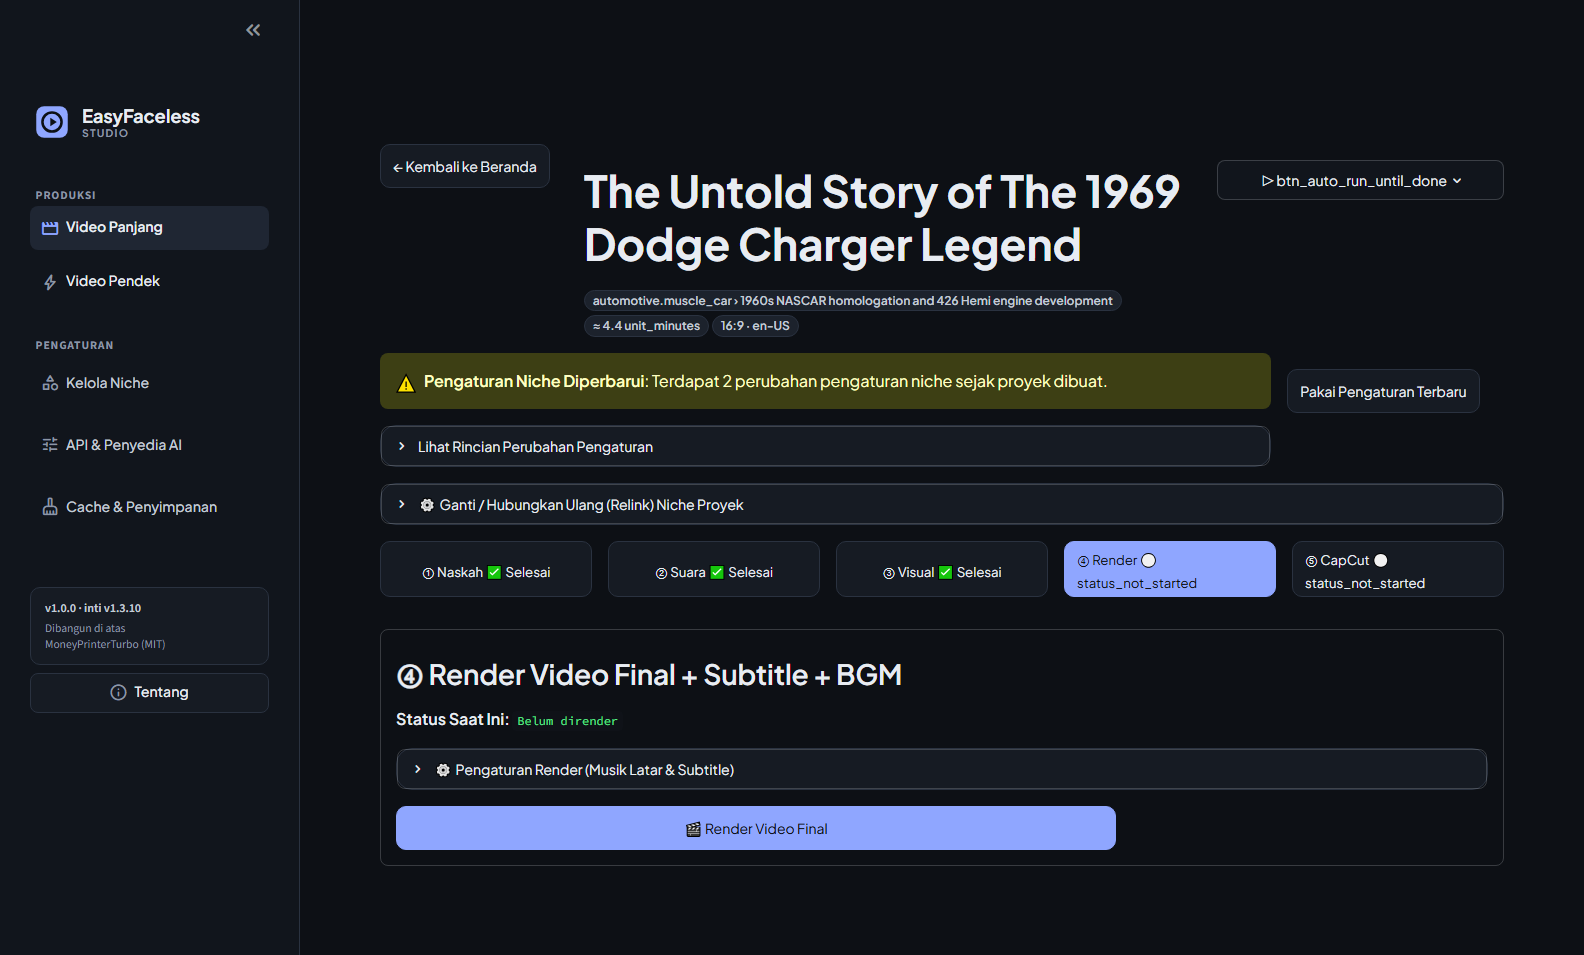 EasyFaceless
STUDIO
PRODUKSI
Video Panjang
Video Pendek
PENGATURAN
Kelola Niche
API & Penyedia AI
Cache & Penyimpanan
v1.0.0 · inti v1.3.10
Dibangun di atas
MoneyPrinterTurbo (MIT)
Tentang
← Kembali ke Beranda
The Untold Story of The 1969
Dodge Charger Legend
▷ btn_auto_run_until_done
automotive.muscle_car › 1960s NASCAR homologation and 426 Hemi engine development
≈ 4.4 unit_minutes 16:9 · en-US
⚠️ Pengaturan Niche Diperbarui: Terdapat 2 perubahan pengaturan niche sejak proyek dibuat.
Pakai Pengaturan Terbaru
Lihat Rincian Perubahan Pengaturan
⚙ Ganti / Hubungkan Ulang (Relink) Niche Proyek
① Naskah ✅ Selesai
② Suara ✅ Selesai
③ Visual ✅ Selesai
④ Render ⚪
status_not_started
⑤ CapCut ⚪
status_not_started
④ Render Video Final + Subtitle + BGM
Status Saat Ini: Belum dirender
⚙ Pengaturan Render (Musik Latar & Subtitle)
🎬 Render Video Final